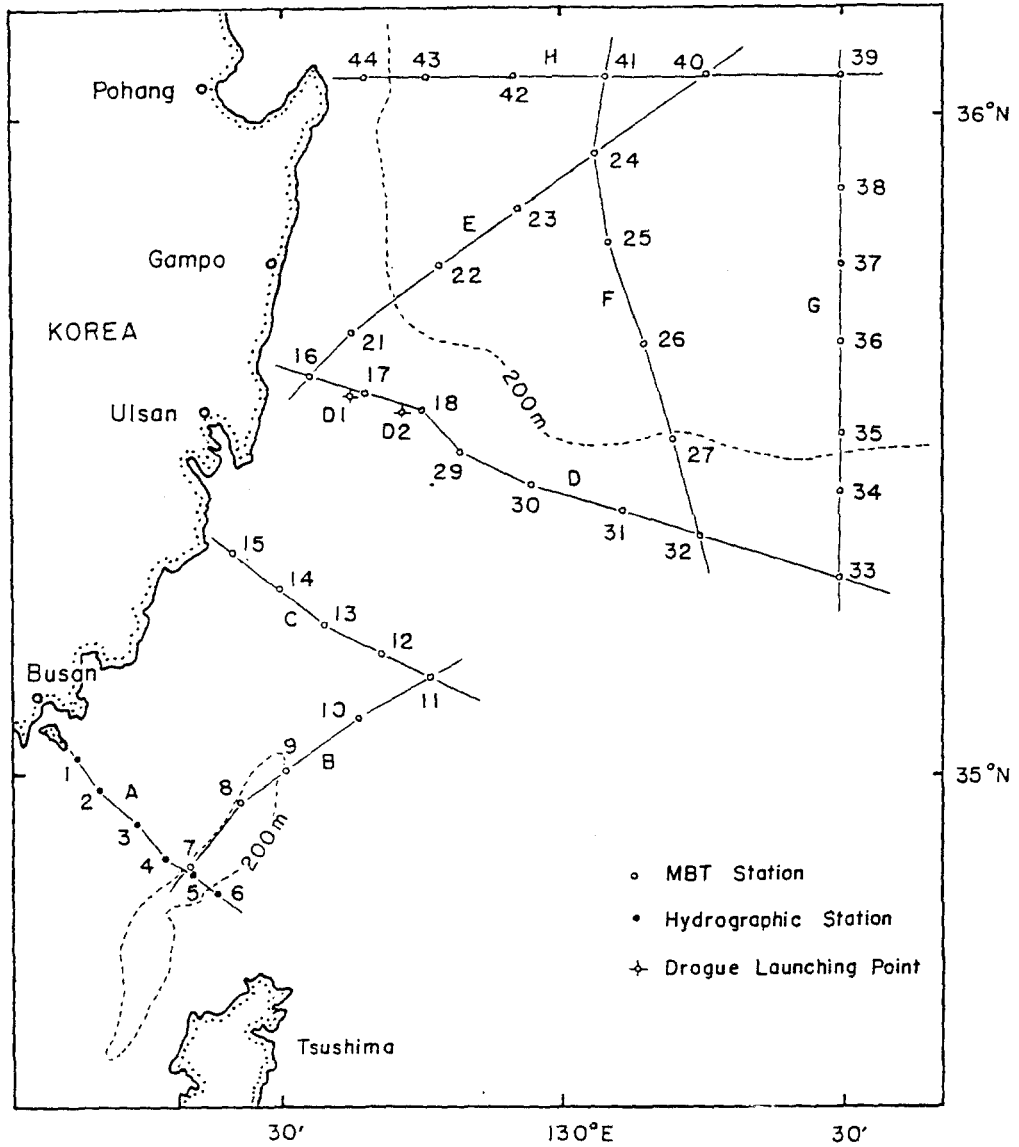 44 43 H 41 40 39
42
Pohang
36°N
24
38
23
E
25
Gampo
22
37
F
G
KOREA
21
26
36
16
17
200m
Ulsan
D1
D2
18
35
27
29
D
34
30
31
32
33
15
14
C
13
12
Busan
11
10
9
B
1
35°N
8
2
A
3
200m
7
4
5
6
MBT Station
Hydrographic Station
Drogue Launching Point
Tsushima
30' 130°E 30'